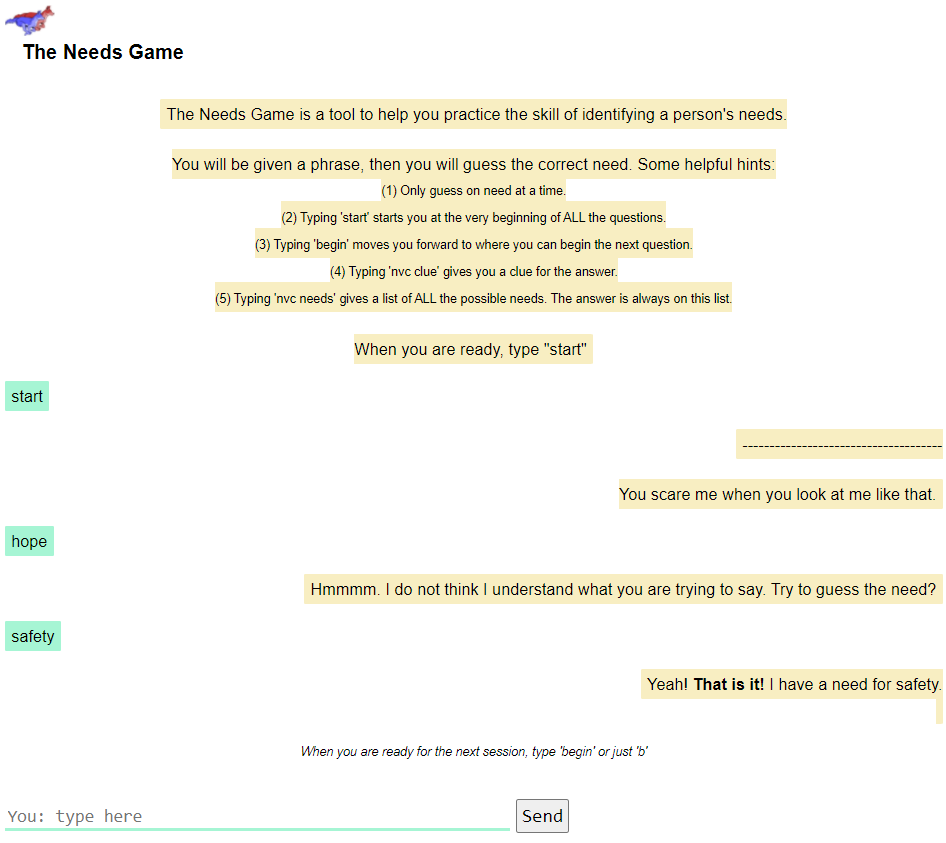 The Needs Game
The Needs Game is a tool to help you practice the skill of identifying a person's needs.
You will be given a phrase, then you will guess the correct need. Some helpful hints:
(1) Only guess on need at a time.
(2) Typing 'start' starts you at the very beginning of ALL the questions.
(3) Typing 'begin' moves you forward to where you can begin the next question.
(4) Typing 'nvc clue' gives you a clue for the answer.
(5) Typing 'nvc needs' gives a list of ALL the possible needs. The answer is always on this list.
When you are ready, type "start"
start
------------------------------------
You scare me when you look at me like that.
hope
Hmmmm. I do not think I understand what you are trying to say. Try to guess the need?
safety
Yeah! That is it! I have a need for safety.
When you are ready for the next session, type 'begin' or just 'b'
You: type here
Send